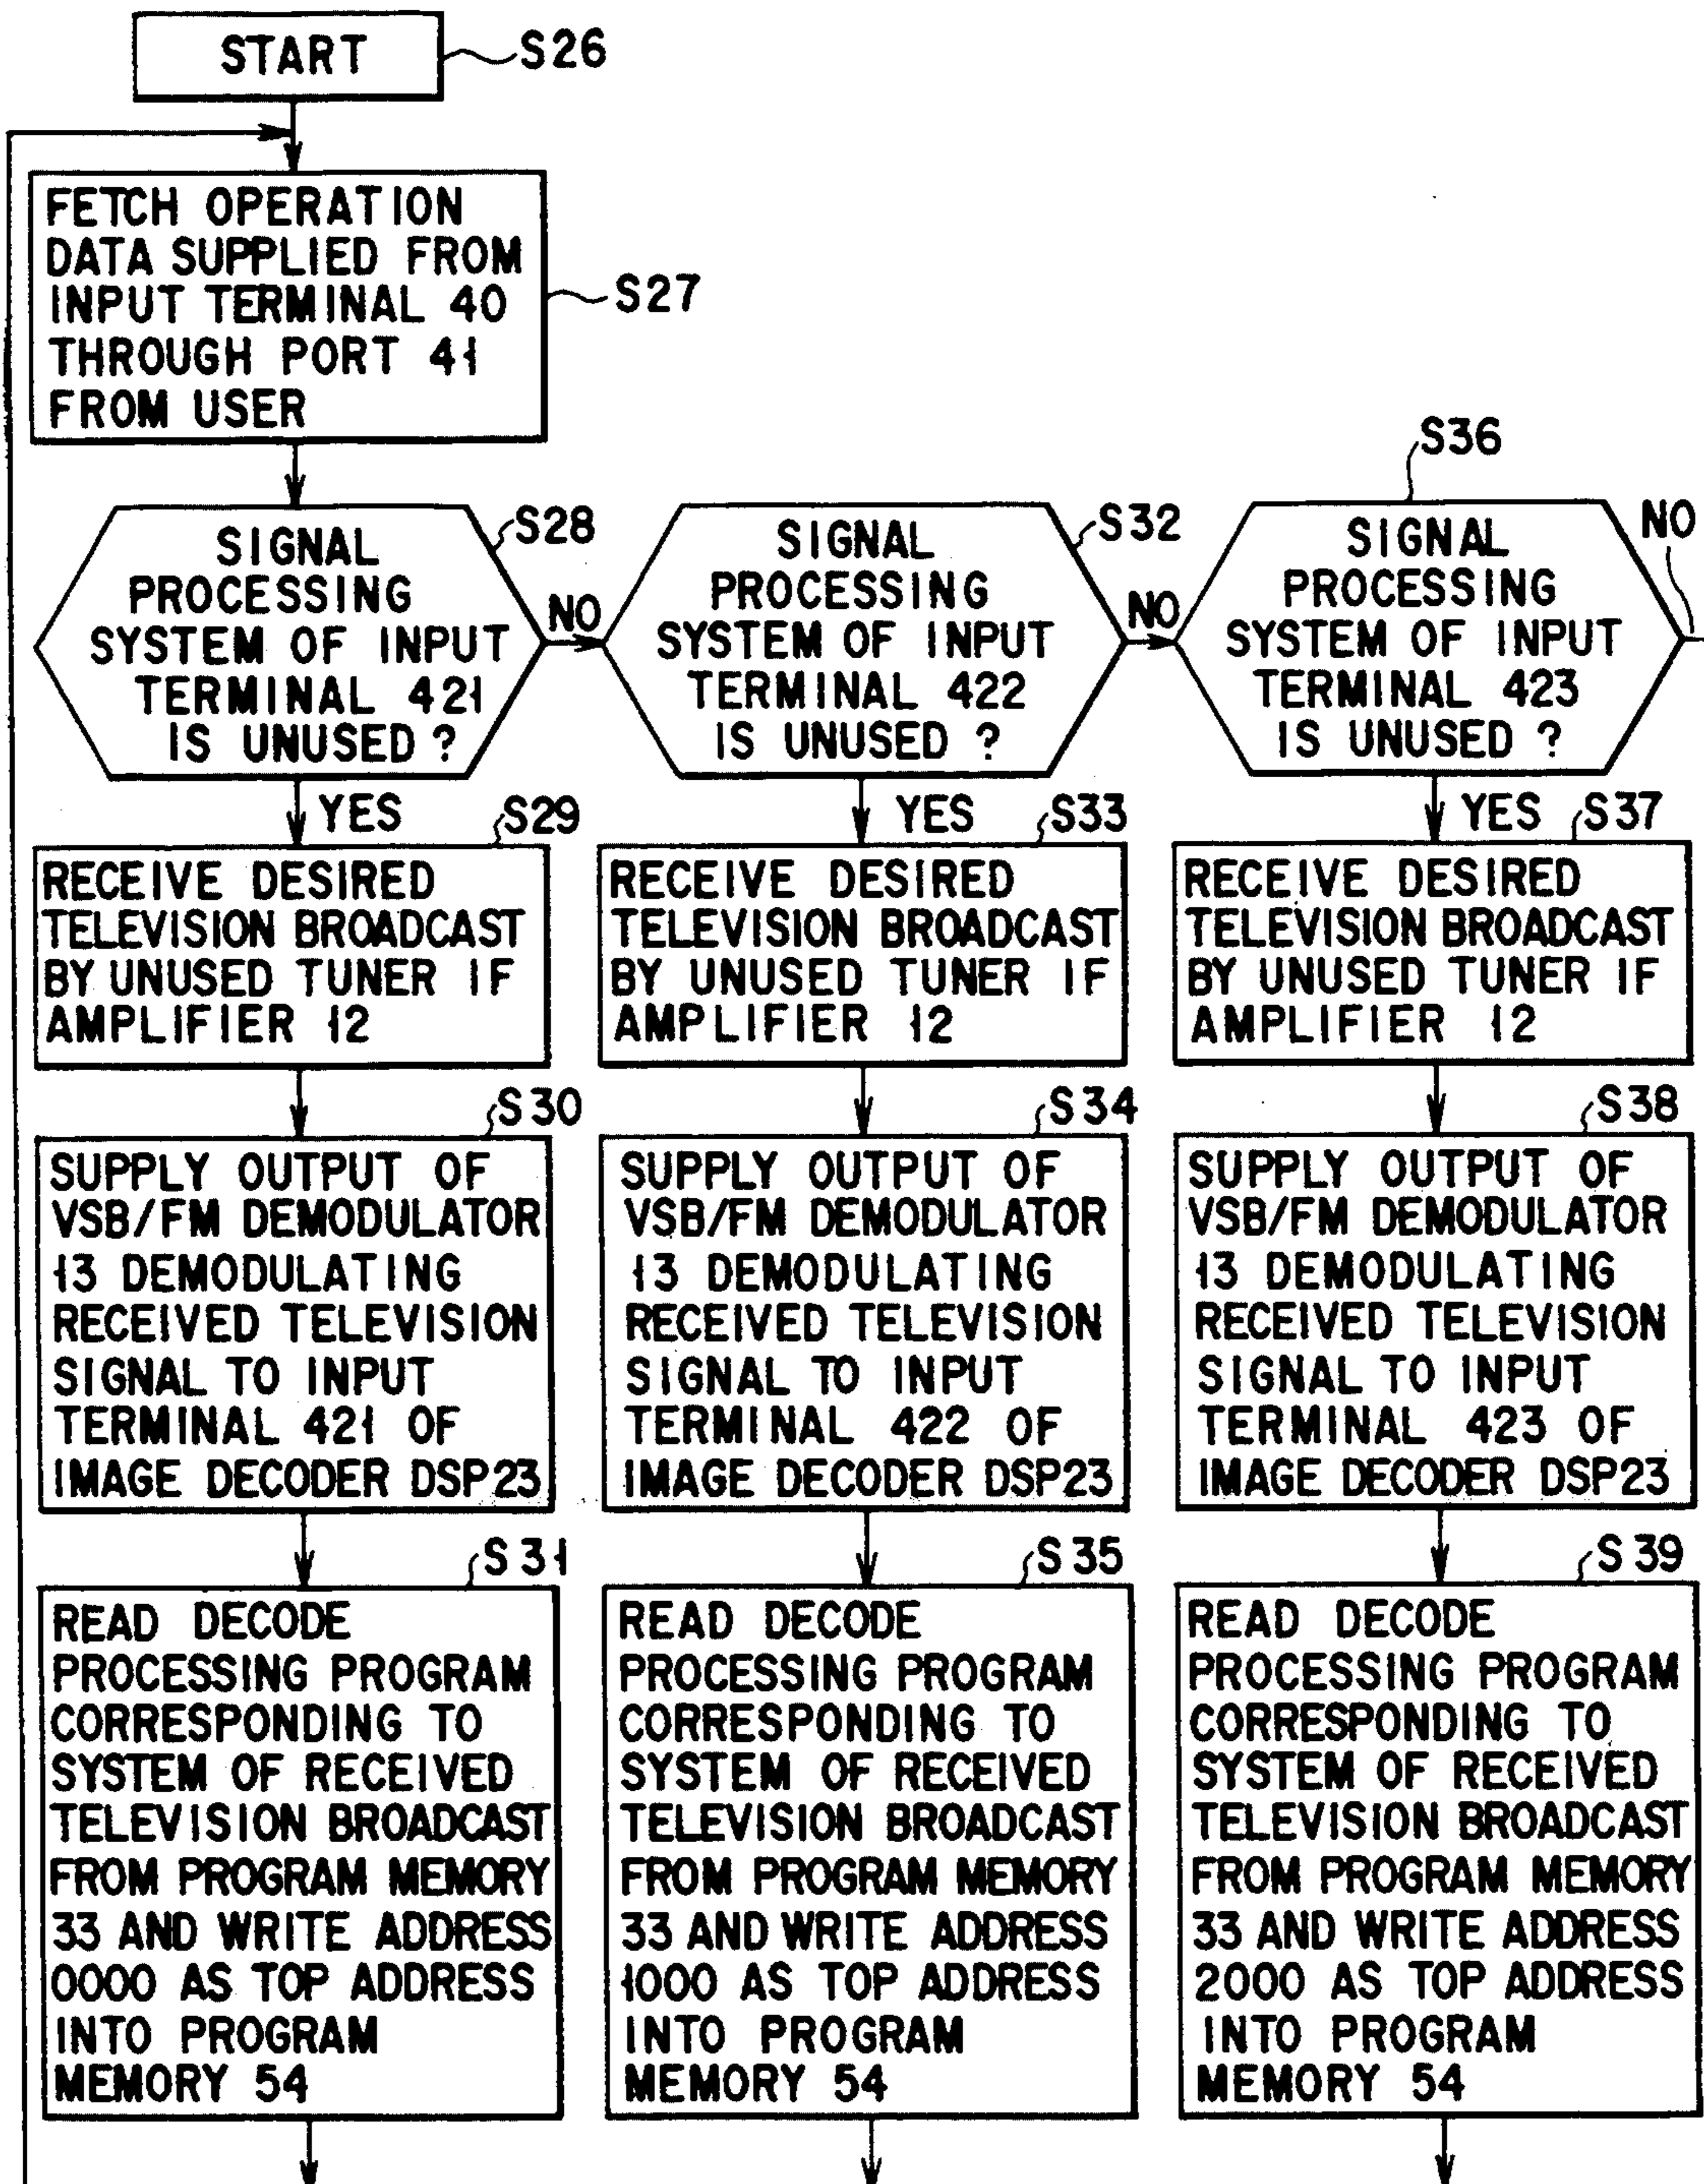 START
S26
FETCH OPERATION
DATA SUPPLIED FROM
INPUT TERMINAL 40
THROUGH PORT 41
FROM USER
S27
SIGNAL
PROCESSING
SYSTEM OF INPUT
TERMINAL 421
IS UNUSED ?
S28
NO
YES
SIGNAL
PROCESSING
SYSTEM OF INPUT
TERMINAL 422
IS UNUSED ?
S32
NO
YES
SIGNAL
PROCESSING
SYSTEM OF INPUT
TERMINAL 423
IS UNUSED ?
S36
NO
YES
S29
RECEIVE DESIRED
TELEVISION BROADCAST
BY UNUSED TUNER IF
AMPLIFIER 12
S33
RECEIVE DESIRED
TELEVISION BROADCAST
BY UNUSED TUNER IF
AMPLIFIER 12
S37
RECEIVE DESIRED
TELEVISION BROADCAST
BY UNUSED TUNER IF
AMPLIFIER 12
S30
SUPPLY OUTPUT OF
VSB/FM DEMODULATOR
13 DEMODULATING
RECEIVED TELEVISION
SIGNAL TO INPUT
TERMINAL 421 OF
IMAGE DECODER DSP23
S34
SUPPLY OUTPUT OF
VSB/FM DEMODULATOR
13 DEMODULATING
RECEIVED TELEVISION
SIGNAL TO INPUT
TERMINAL 422 OF
IMAGE DECODER DSP23
S38
SUPPLY OUTPUT OF
VSB/FM DEMODULATOR
13 DEMODULATING
RECEIVED TELEVISION
SIGNAL TO INPUT
TERMINAL 423 OF
IMAGE DECODER DSP23
S31
READ DECODE
PROCESSING PROGRAM
CORRESPONDING TO
SYSTEM OF RECEIVED
TELEVISION BROADCAST
FROM PROGRAM MEMORY
33 AND WRITE ADDRESS
0000 AS TOP ADDRESS
INTO PROGRAM
MEMORY 54
S35
READ DECODE
PROCESSING PROGRAM
CORRESPONDING TO
SYSTEM OF RECEIVED
TELEVISION BROADCAST
FROM PROGRAM MEMORY
33 AND WRITE ADDRESS
1000 AS TOP ADDRESS
INTO PROGRAM
MEMORY 54
S39
READ DECODE
PROCESSING PROGRAM
CORRESPONDING TO
SYSTEM OF RECEIVED
TELEVISION BROADCAST
FROM PROGRAM MEMORY
33 AND WRITE ADDRESS
2000 AS TOP ADDRESS
INTO PROGRAM
MEMORY 54